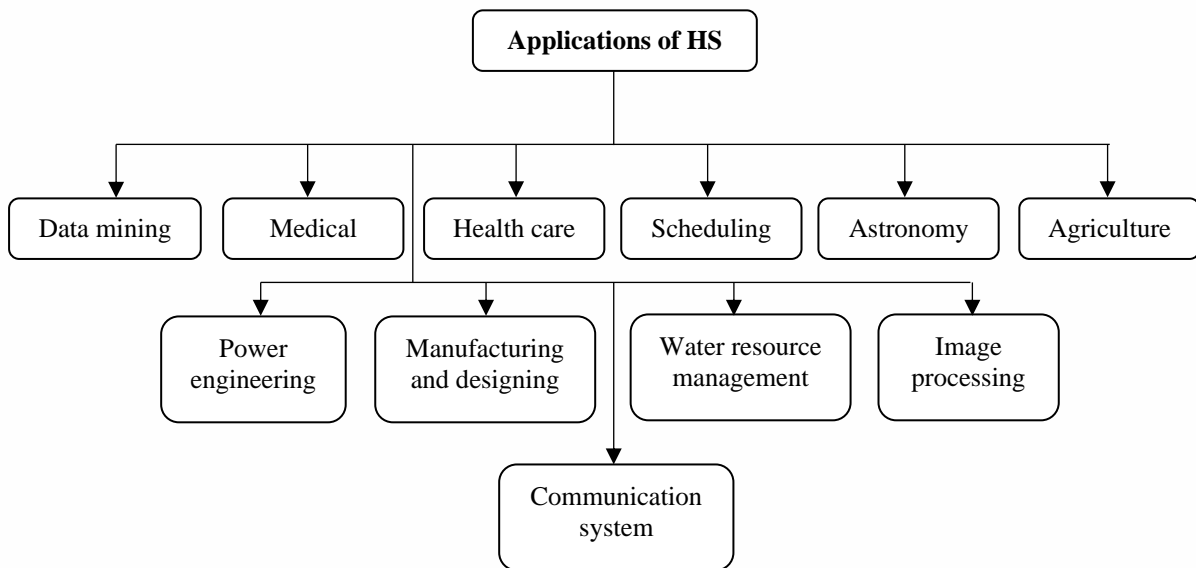 Applications of HS
Data mining
Medical
Health care
Scheduling
Astronomy
Agriculture
Power
engineering
Manufacturing
and designing
Water resource
management
Image
processing
Communication
system